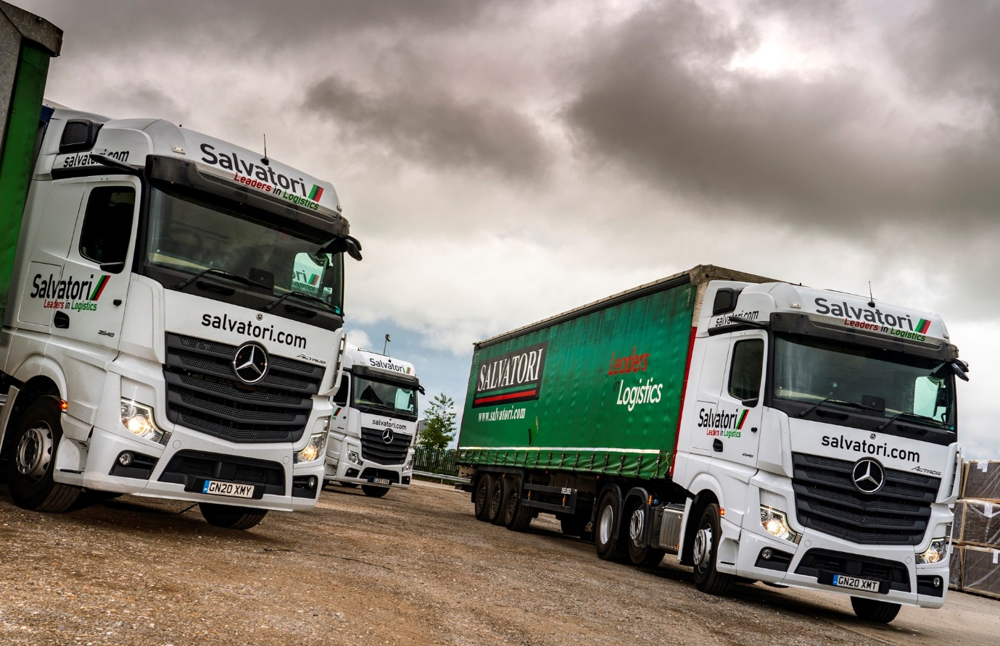 salvatori.com
Salvatori
Leaders in Logistics
Salvatori
Leaders in Logistics
2548
salvatori.com
ACTROS
GN20 XMY
Salvatori
salvatori.com
SALVATORI
www.salvatori.com
Leaders
in
Logistics
salvatori.com
Salvatori
Leaders in Logistics
Salvatori
Leaders in Logistics
2548
salvatori.com
ACTROS
GN20 XMT